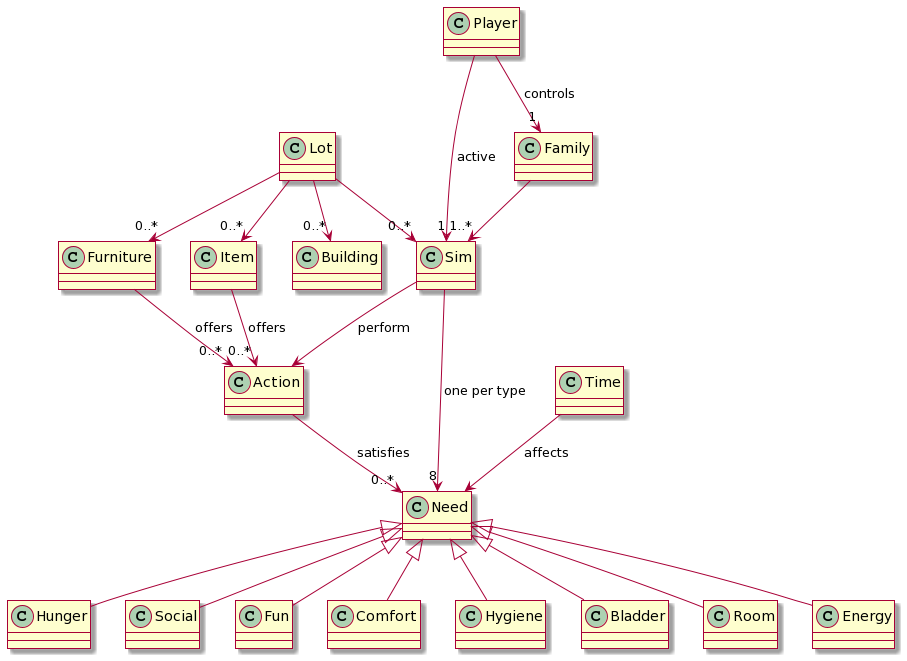 C Player
controls
1
C Lot
C Family
active
0..*
0..*
0..*
0..*
1
1..*
C Furniture
C Item
C Building
C Sim
offers
offers
perform
0..*
0..*
C Action
C Time
one per type
satisfies
affects
0..*
8
C Need
C Hunger
C Social
C Fun
C Comfort
C Hygiene
C Bladder
C Room
C Energy